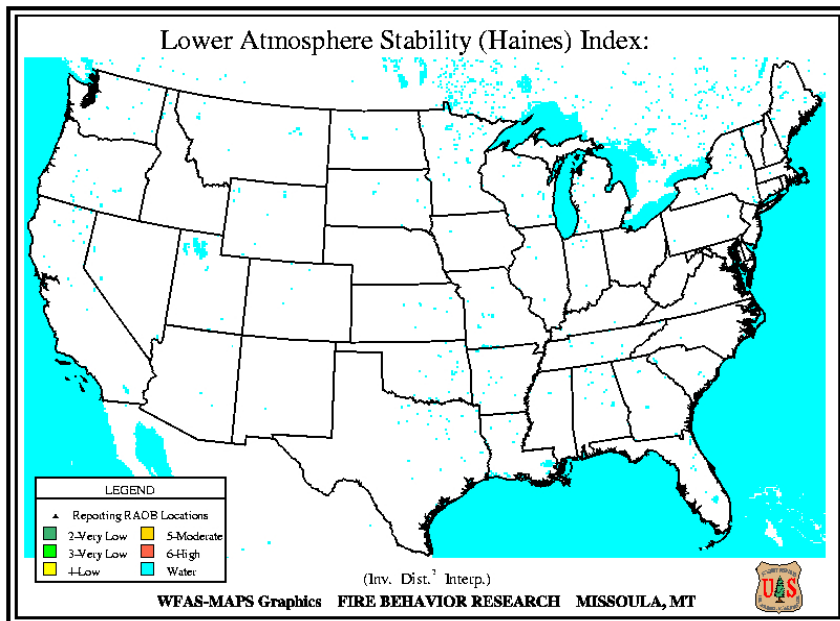 Lower Atmosphere Stability (Haines) Index:
LEGEND
Reporting RAOB Locations
2-Very Low
5-Moderate
3-Very Low
6-High
4-Low
Water
(Inv. Dist.² Interp.)
WFAS-MAPS Graphics FIRE BEHAVIOR RESEARCH MISSOULA, MT
U S